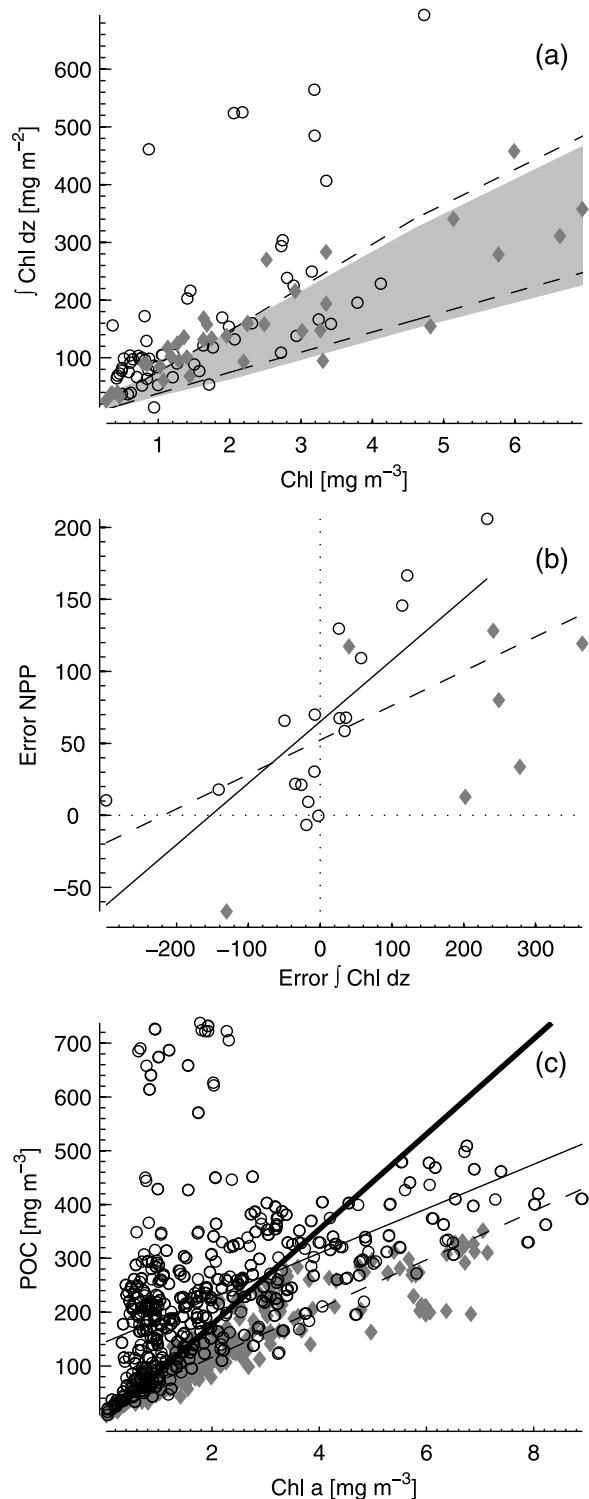 (a)
600
500
400
300
200
100
∫ Chl dz [mg m⁻²]
1 2 3 4 5 6
Chl [mg m⁻³]
(b)
200
150
100
50
0
−50
Error NPP
−200 −100 0 100 200 300
Error ∫ Chl dz
(c)
700
600
500
400
300
200
100
POC [mg m⁻³]
2 4 6 8
Chl a [mg m⁻³]